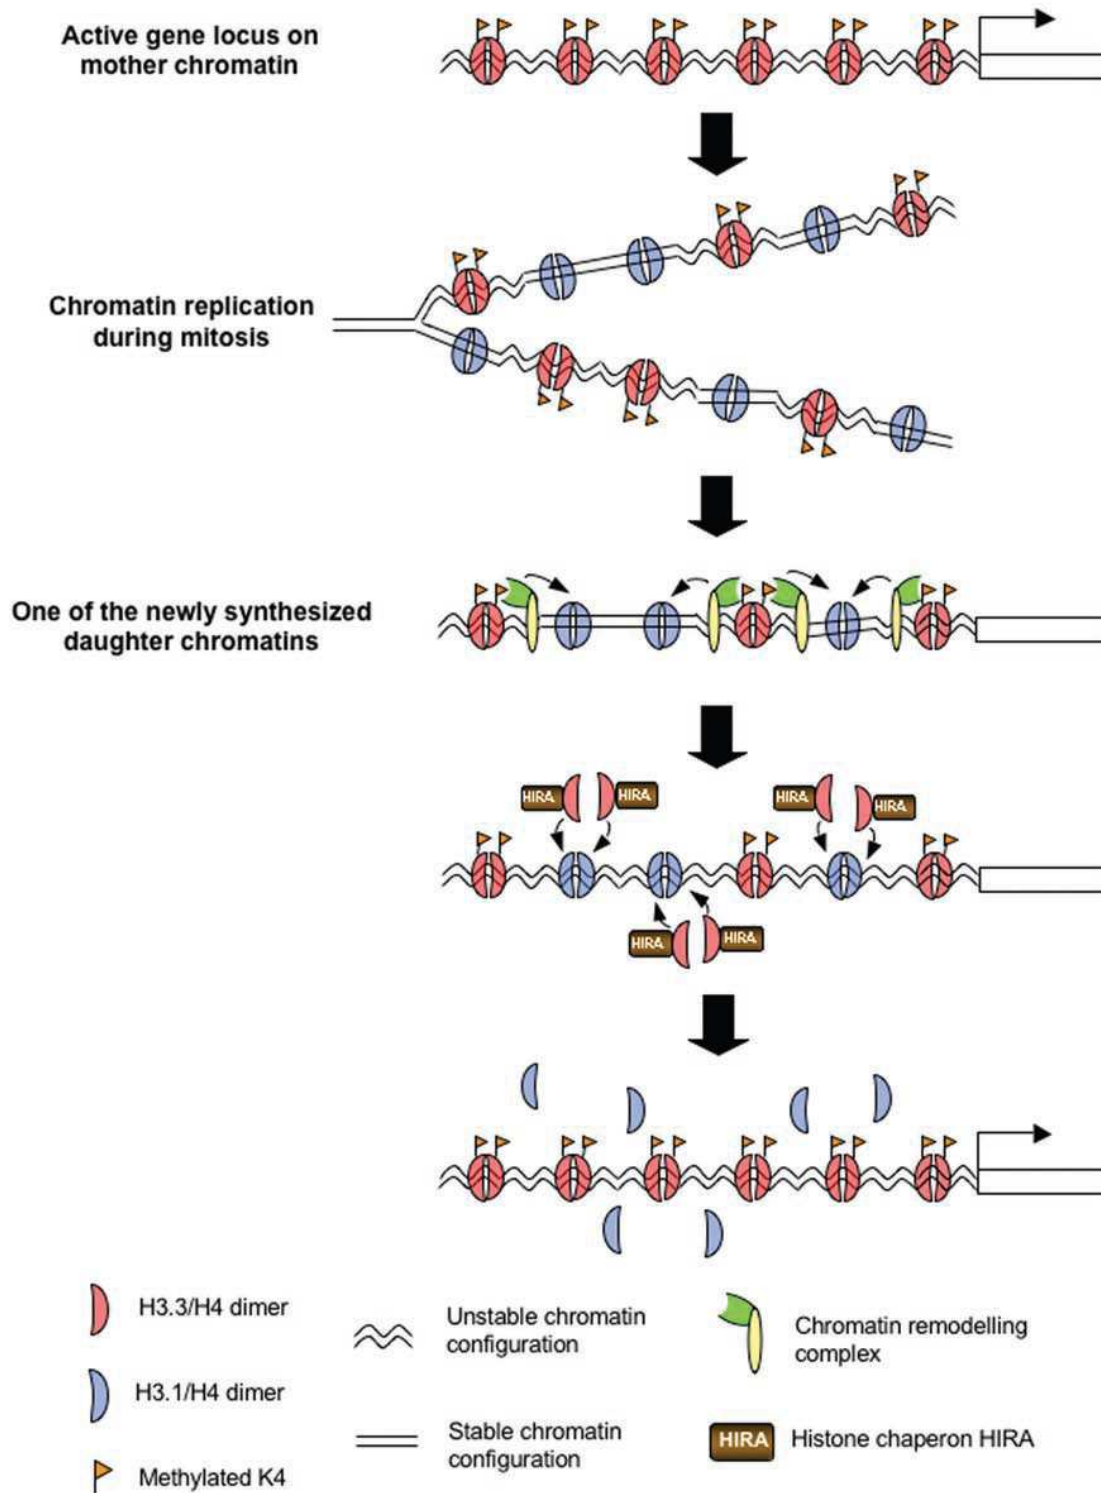 Active gene locus on
mother chromatin
Chromatin replication
during mitosis
One of the newly synthesized
daughter chromatins
HIRA
HIRA
HIRA
HIRA
HIRA
HIRA
H3.3/H4 dimer
Unstable chromatin
configuration
Chromatin remodelling
complex
H3.1/H4 dimer
Stable chromatin
configuration
HIRA
Histone chaperon HIRA
Methylated K4